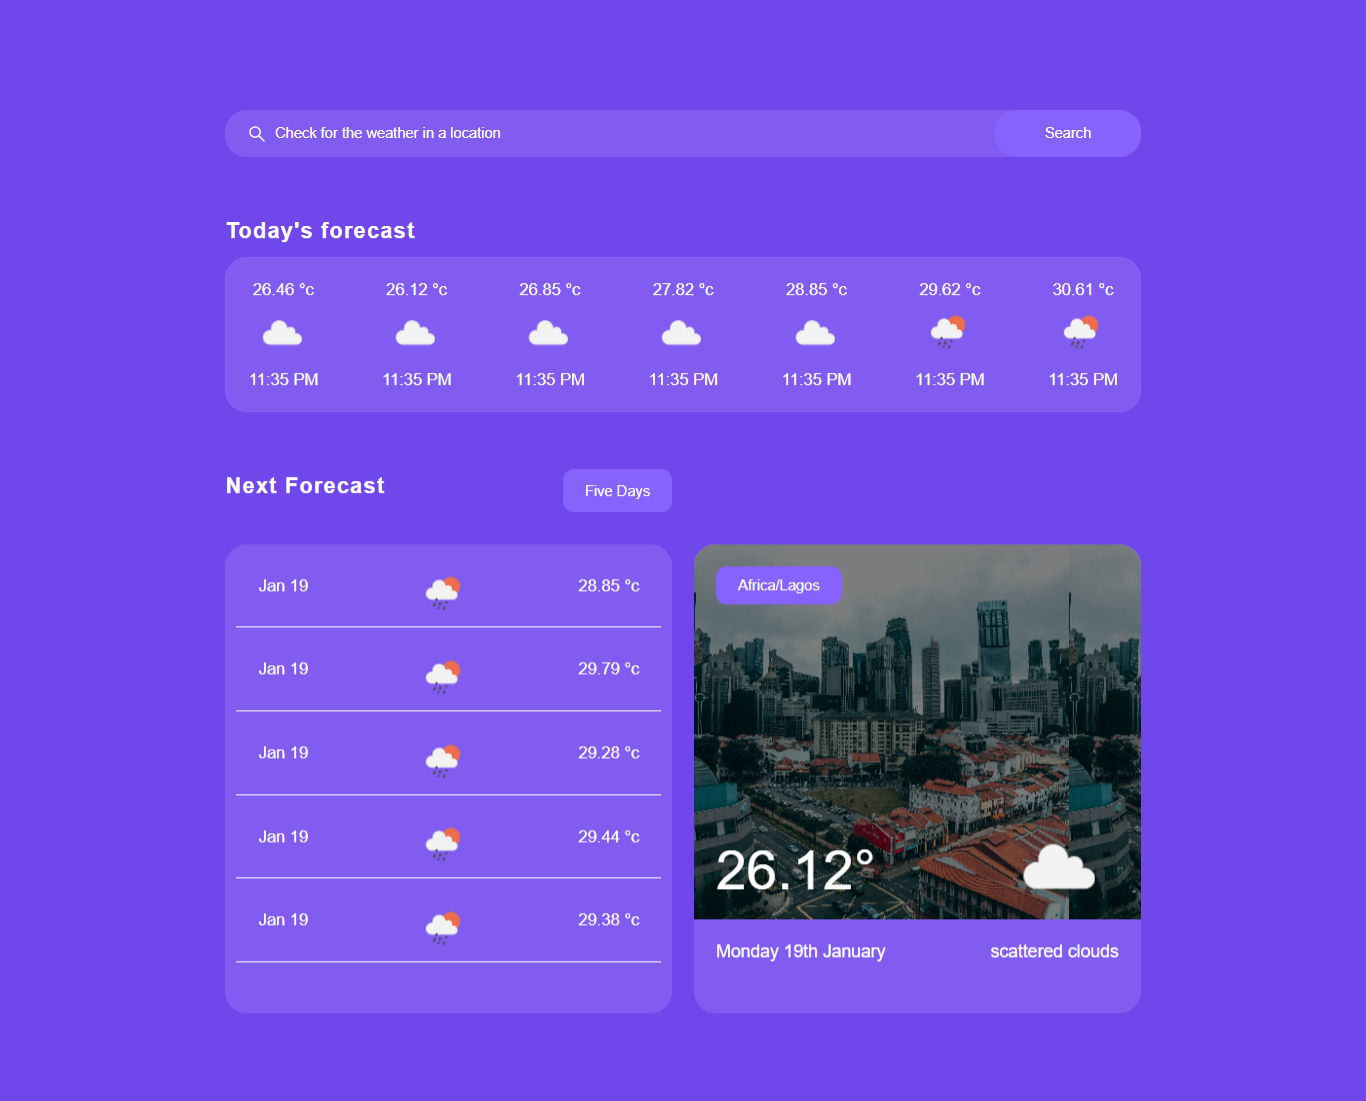 Check for the weather in a location
Search
Today's forecast
26.46 °c 26.12 °c 26.85 °c 27.82 °c 28.85 °c 29.62 °c 30.61 °c
11:35 PM 11:35 PM 11:35 PM 11:35 PM 11:35 PM 11:35 PM 11:35 PM
Next Forecast
Five Days
Jan 19 28.85 °c
Jan 19 29.79 °c
Jan 19 29.28 °c
Jan 19 29.44 °c
Jan 19 29.38 °c
Africa/Lagos
26.12°
Monday 19th January
scattered clouds